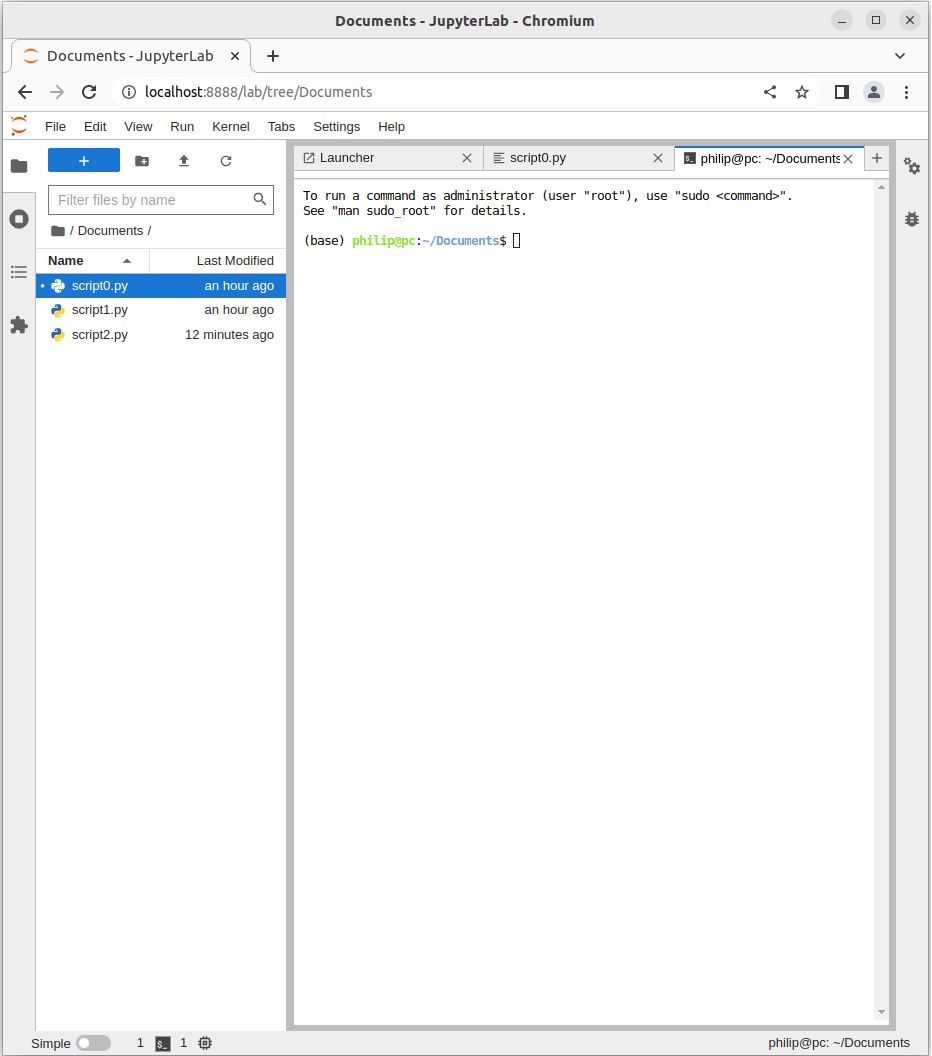 Documents - JupyterLab - Chromium
Documents - JupyterLab
localhost:8888/lab/tree/Documents
File Edit View Run Kernel Tabs Settings Help
Filter files by name
/ Documents /
Name Last Modified
script0.py an hour ago
script1.py an hour ago
script2.py 12 minutes ago
Launcher script0.py philip@pc: ~/Documents
To run a command as administrator (user "root"), use "sudo <command>".
See "man sudo_root" for details.
(base) philip@pc:~/Documents$
Simple 1 $_ 1 philip@pc: ~/Documents